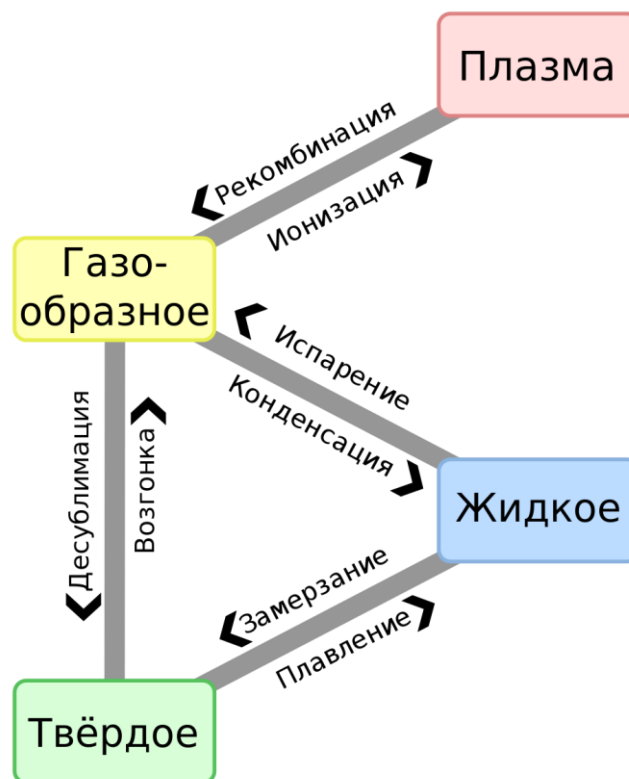 Плазма
Рекомбинация
Ионизация
Газо-
образное
Испарение
Конденсация
Десублимация
Возгонка
Жидкое
Замерзание
Плавление
Твёрдое